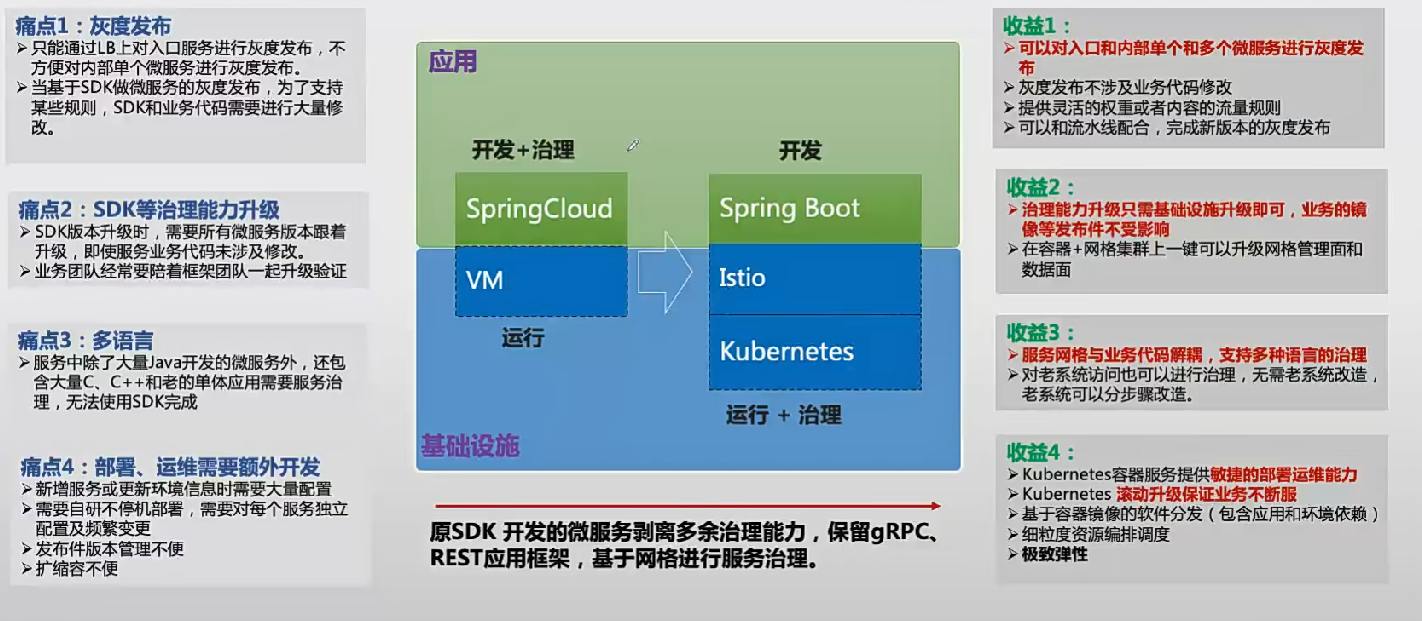 痛点1：灰度发布
➢只能通过LB上对入口服务进行灰度发布，不
方便对内部单个微服务进行灰度发布。
➢当基于SDK做微服务的灰度发布，为了支持
某些规则，SDK和业务代码需要进行大量修
改。
痛点2：SDK等治理能力升级
➢SDK版本升级时，需要所有微服务版本跟着
升级，即使服务业务代码未涉及修改。
➢业务团队经常要陪着框架团队一起升级验证
痛点3：多语言
➢服务中除了大量Java开发的微服务外，还包
含大量C、C++和老的单体应用需要服务治
理，无法使用SDK完成
痛点4：部署、运维需要额外开发
➢新增服务或更新环境信息时需要大量配置
➢需要自研不停机部署，需要对每个服务独立
配置及频繁变更
➢发布件版本管理不便
➢扩缩容不便
应用
开发+治理
SpringCloud
VM
运行
开发
Spring Boot
Istio
Kubernetes
运行 + 治理
基础设施
原SDK 开发的微服务剥离多余治理能力，保留gRPC、
REST应用框架，基于网格进行服务治理。
收益1：
➢可以对入口和内部单个和多个微服务进行灰度发
布
➢灰度发布不涉及业务代码修改
➢提供灵活的权重或者内容的流量规则
➢可以和流水线配合，完成新版本的灰度发布
收益2：
➢治理能力升级只需基础设施升级即可，业务的镜
像等发布件不受影响
➢在容器+网格集群上一键可以升级网格管理面和
数据面
收益3：
➢服务网格与业务代码解耦，支持多种语言的治理
➢对老系统访问也可以进行治理，无需老系统改造，
老系统可以分步骤改造。
收益4：
➢Kubernetes容器服务提供敏捷的部署运维能力
➢Kubernetes 滚动升级保证业务不断服
➢基于容器镜像的软件分发（包含应用和环境依赖）
➢细粒度资源编排调度
➢极致弹性